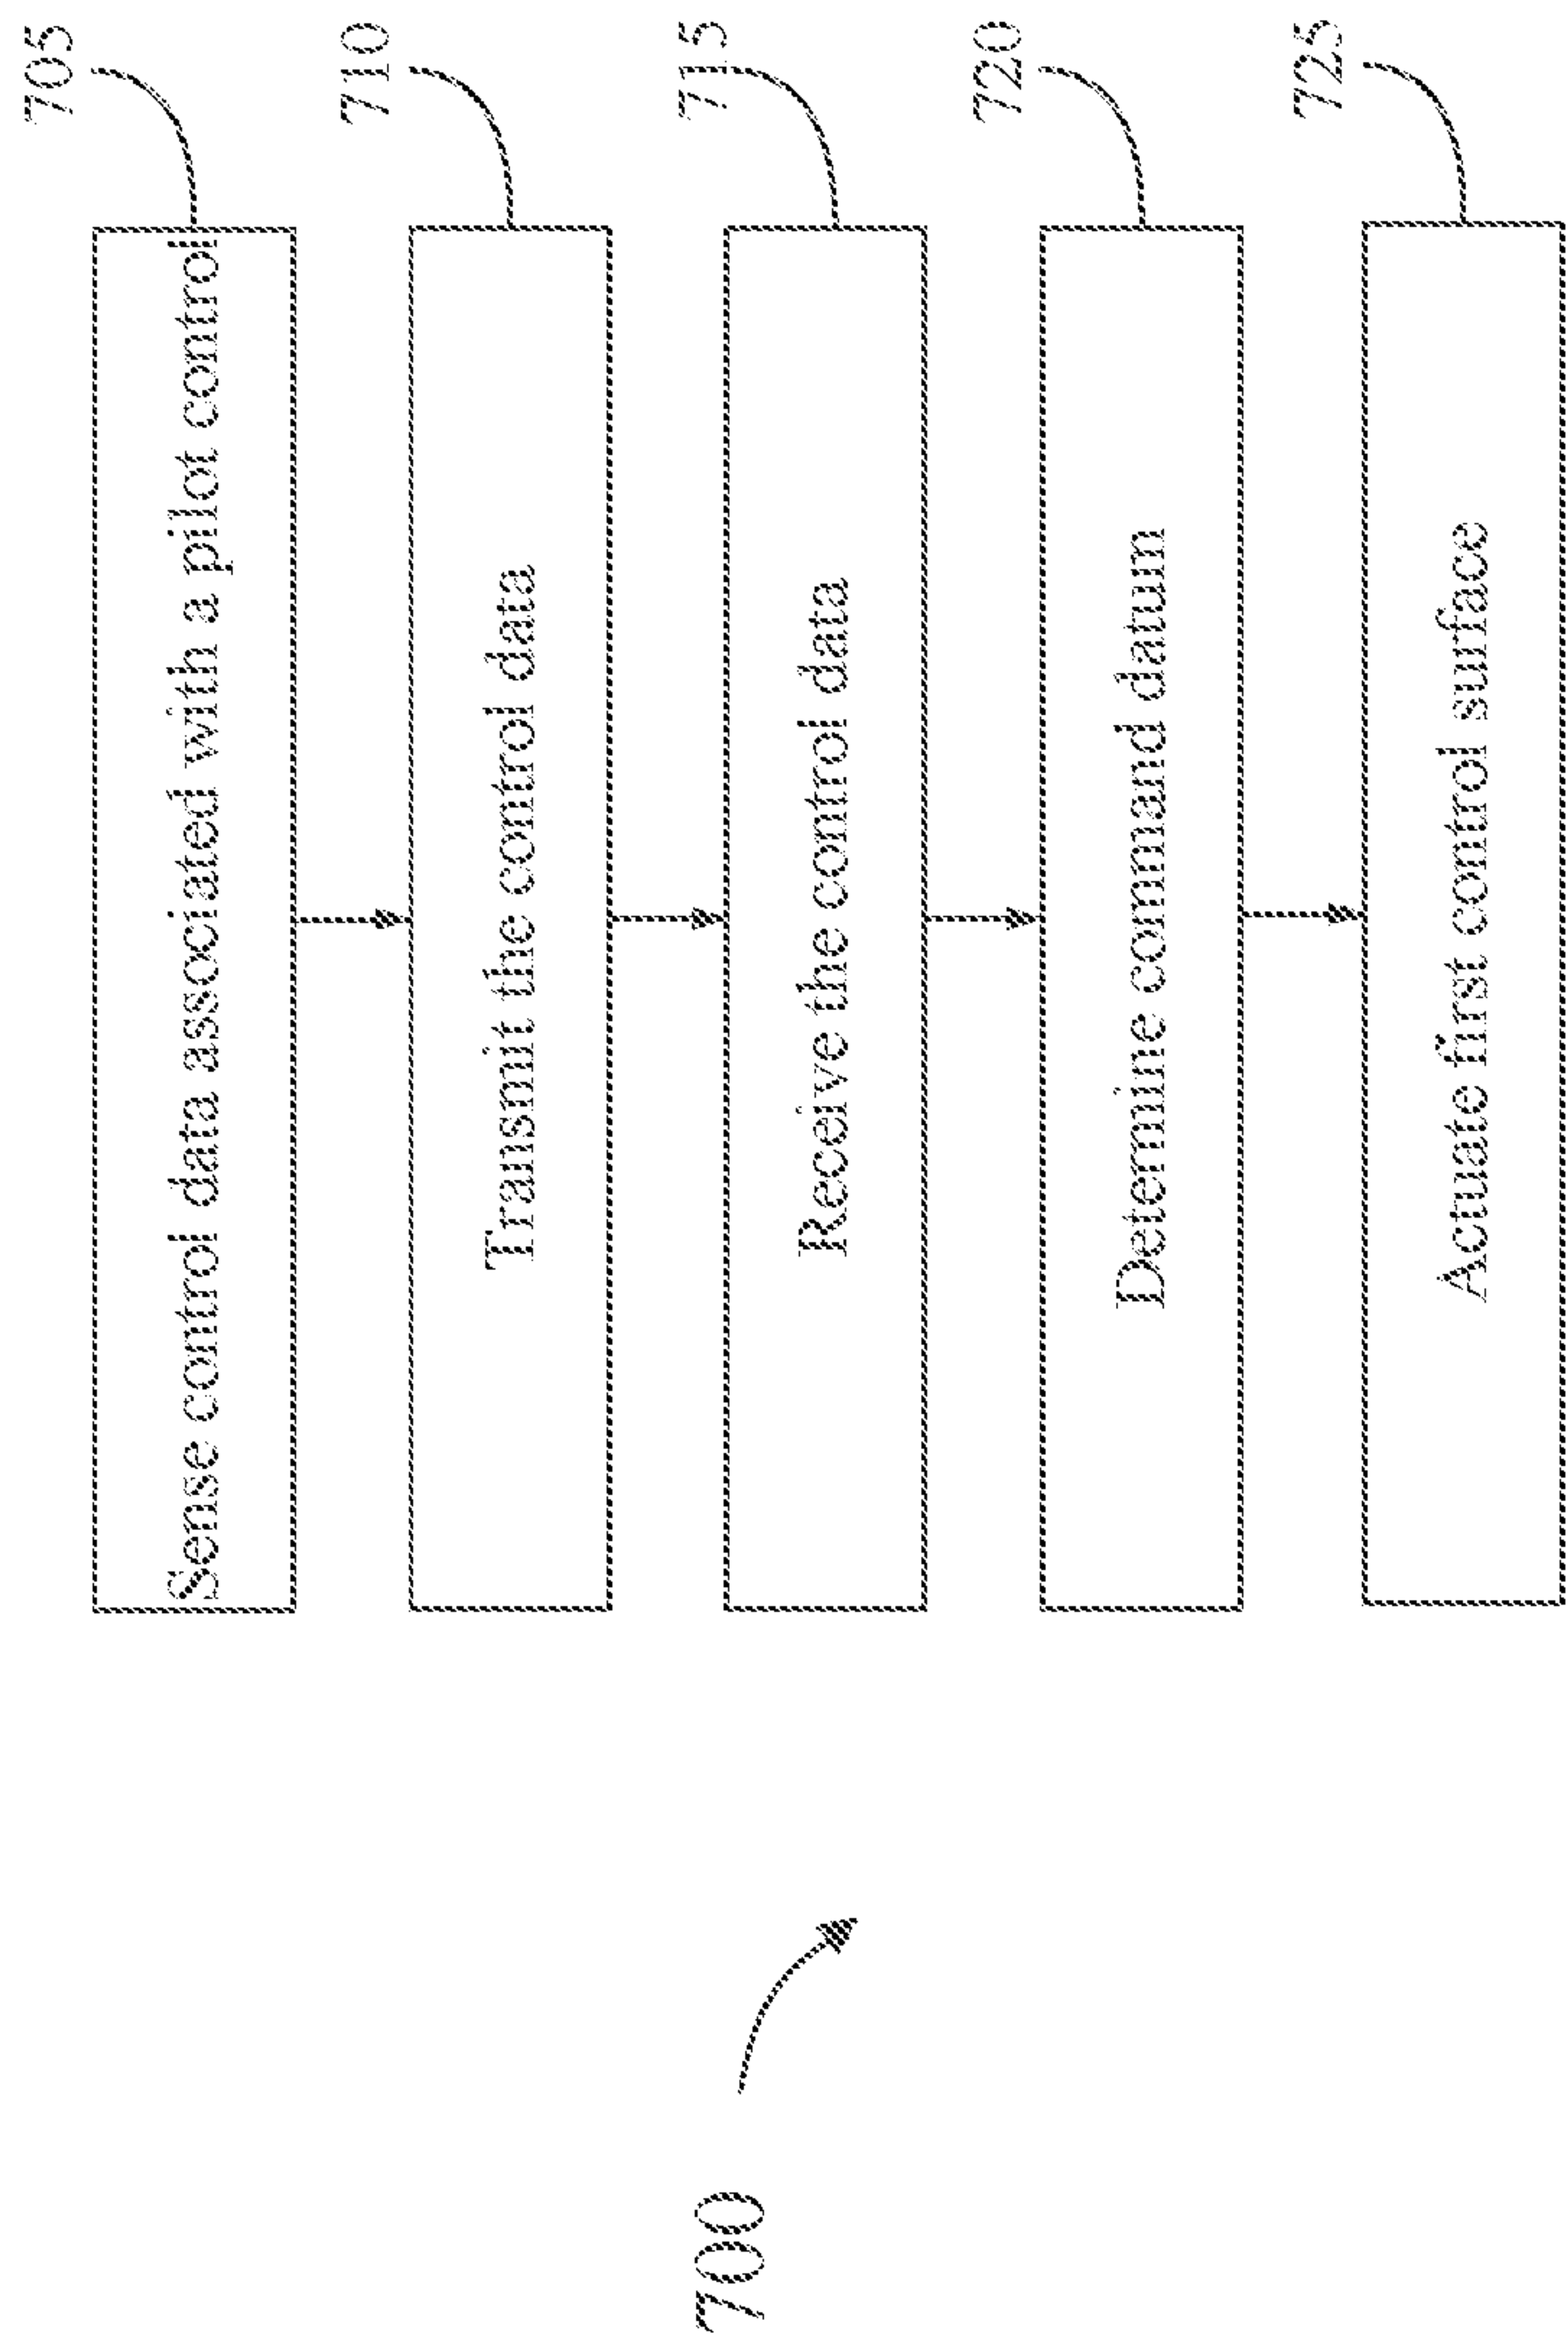 Sense control data associated with a pilot control
705
Transmit the control data
710
Receive the control data
715
Determine command datum
720
Actuate first control surface
725
700